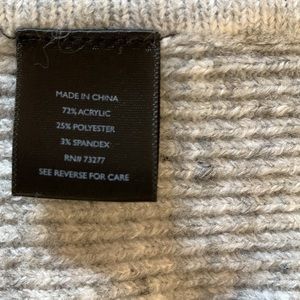 MADE IN CHINA
72% ACRYLIC
25% POLYESTER
3% SPANDEX
RN# 73277
SEE REVERSE FOR CARE